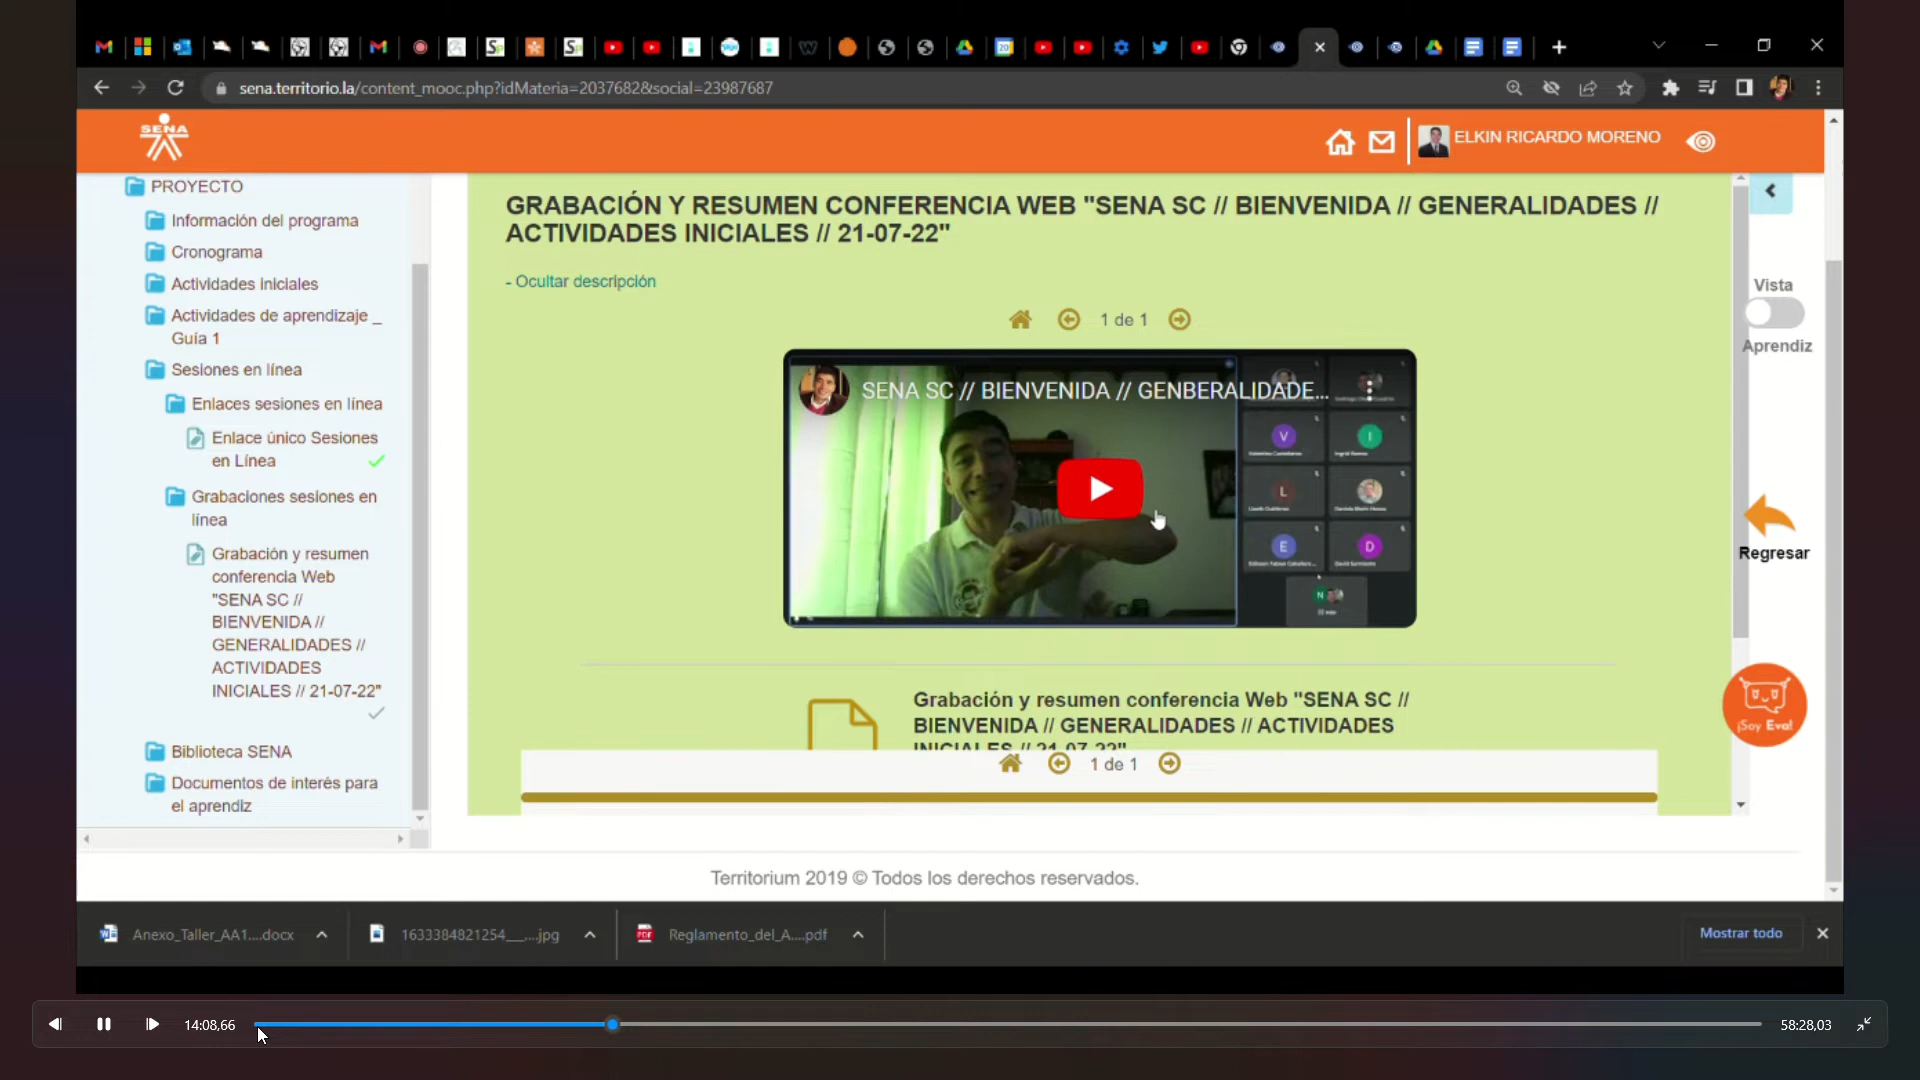 sena.territorio.la/content_mooc.php?idMateria=2037682&social=23987687
SENA
ELKIN RICARDO MORENO
PROYECTO
Información del programa
Cronograma
Actividades iniciales
Actividades de aprendizaje _
Guía 1
Sesiones en línea
Enlaces sesiones en línea
Enlace único Sesiones
en Línea
Grabaciones sesiones en
línea
Grabación y resumen
conferencia Web
"SENA SC //
BIENVENIDA //
GENERALIDADES //
ACTIVIDADES
INICIALES // 21-07-22"
Biblioteca SENA
Documentos de interés para
el aprendiz
GRABACIÓN Y RESUMEN CONFERENCIA WEB "SENA SC // BIENVENIDA // GENERALIDADES //
ACTIVIDADES INICIALES // 21-07-22"
- Ocultar descripción
1 de 1
SENA SC // BIENVENIDA // GENBERALIDADE...
V
I
L
E
D
N
Grabación y resumen conferencia Web "SENA SC //
BIENVENIDA // GENERALIDADES // ACTIVIDADES
INICIALES // 21-07-22"
1 de 1
Vista
Aprendiz
Regresar
¡Soy Eva!
Territorium 2019 © Todos los derechos reservados.
Anexo_Taller_AA1....docx
1633384821254___....jpg
PDF
Reglamento_del_A....pdf
Mostrar todo
14:08,66
58:28,03